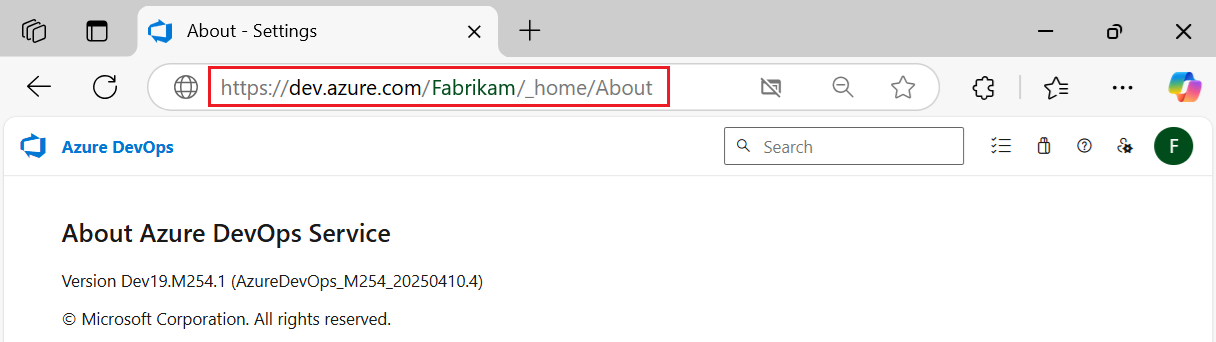 About - Settings
https://dev.azure.com/Fabrikam/_home/About
Azure DevOps
Search
F
About Azure DevOps Service
Version Dev19.M254.1 (AzureDevOps_M254_20250410.4)
© Microsoft Corporation. All rights reserved.